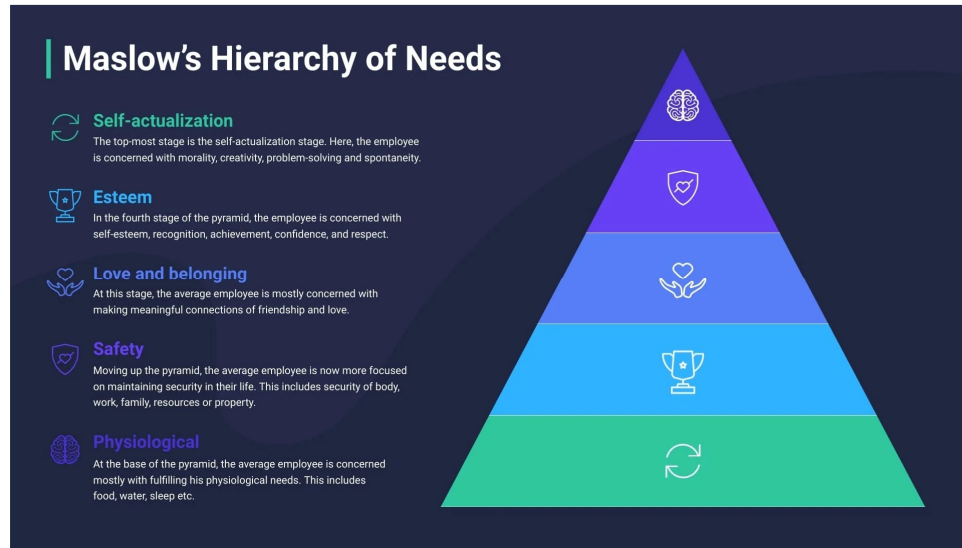 Maslow’s Hierarchy of Needs
Self-actualization
The top-most stage is the self-actualization stage. Here, the employee
is concerned with morality, creativity, problem-solving and spontaneity.
Esteem
In the fourth stage of the pyramid, the employee is concerned with
self-esteem, recognition, achievement, confidence, and respect.
Love and belonging
At this stage, the average employee is mostly concerned with
making meaningful connections of friendship and love.
Safety
Moving up the pyramid, the average employee is now more focused
on maintaining security in their life. This includes security of body,
work, family, resources or property.
Physiological
At the base of the pyramid, the average employee is concerned
mostly with fulfilling his physiological needs. This includes
food, water, sleep etc.